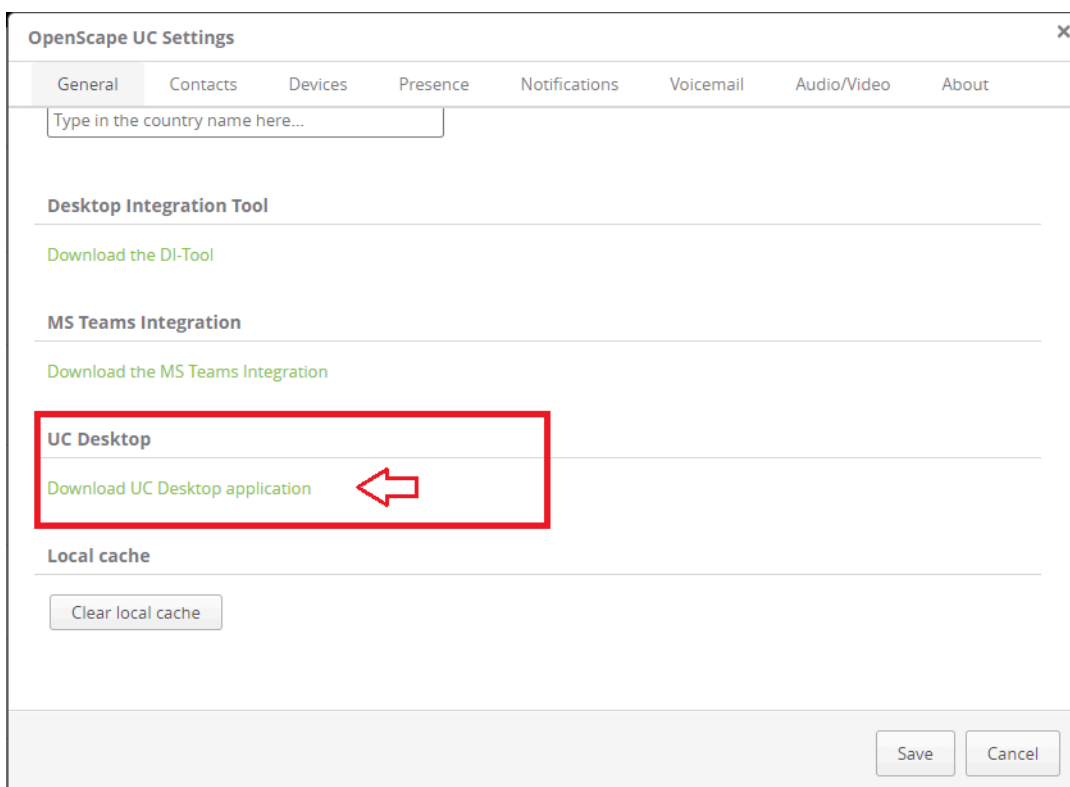 OpenScape UC Settings
General Contacts Devices Presence Notifications Voicemail Audio/Video About
Type in the country name here...
Desktop Integration Tool
Download the DI-Tool
MS Teams Integration
Download the MS Teams Integration
UC Desktop
Download UC Desktop application
Local cache
Clear local cache
Save Cancel